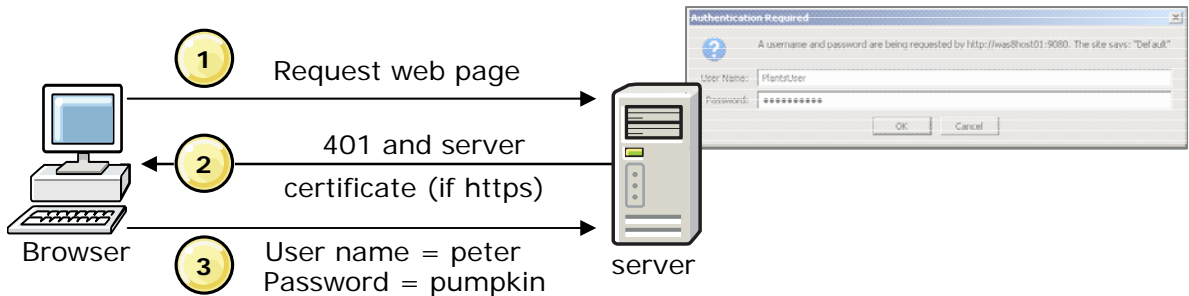 1
Request web page
2
401 and server
certificate (if https)
3
User name = peter
Password = pumpkin
Browser
server
Authentication Required
A username and password are being requested by http://was8host01:9080. The site says: "Default"
User Name: PlantsUser
Password: **********
OK Cancel